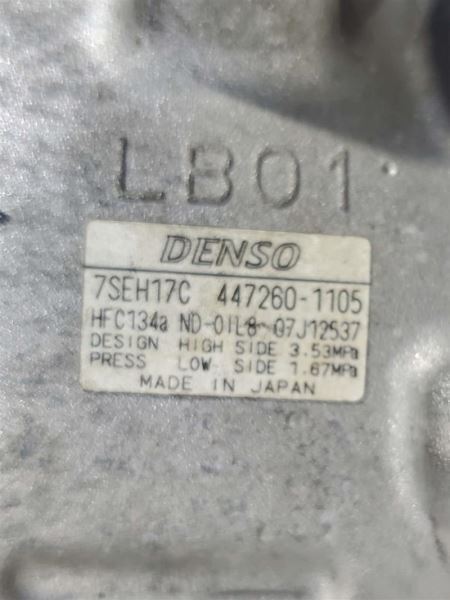 LB01
DENSO
7SEH17C 447260-1105
HFC134a ND-OIL8 07J12537
DESIGN HIGH SIDE 3.53MPa
PRESS LOW SIDE 1.67MPa
MADE IN JAPAN